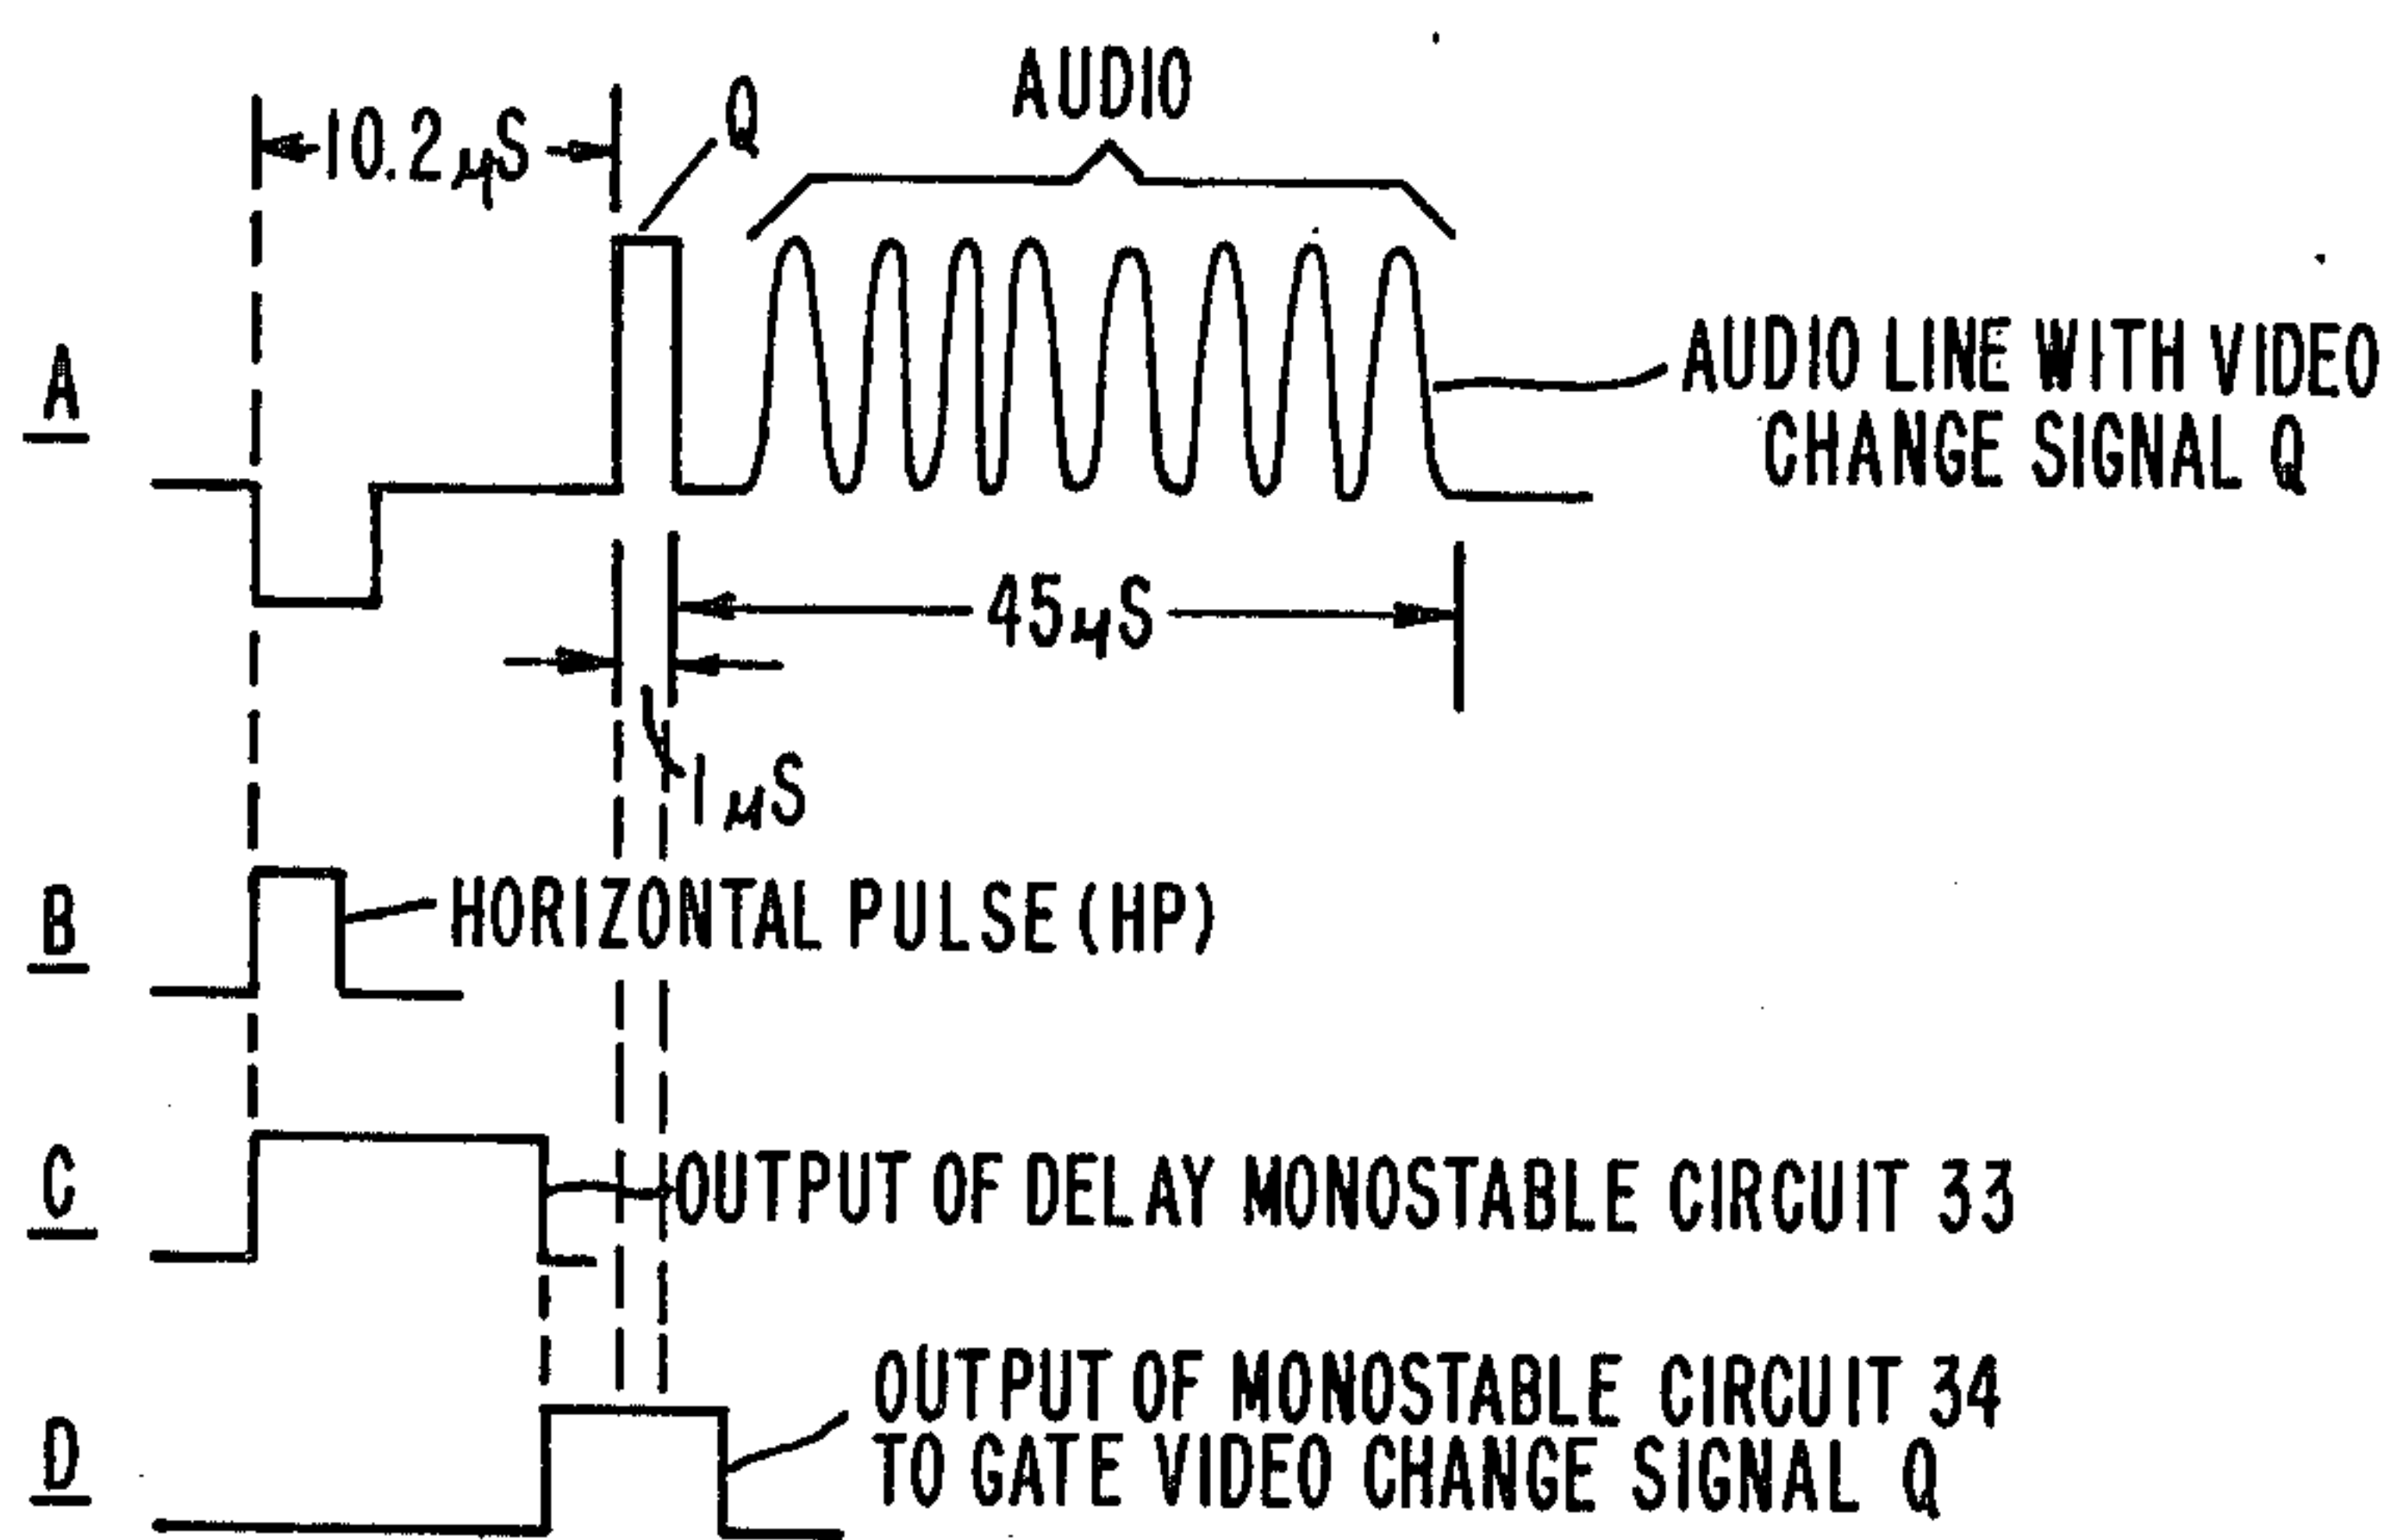 AUDIO
Q
10.2µS
A
AUDIO LINE WITH VIDEO
CHANGE SIGNAL Q
45µS
1µS
B
HORIZONTAL PULSE (HP)
C
OUTPUT OF DELAY MONOSTABLE CIRCUIT 33
D
OUTPUT OF MONOSTABLE CIRCUIT 34
TO GATE VIDEO CHANGE SIGNAL Q